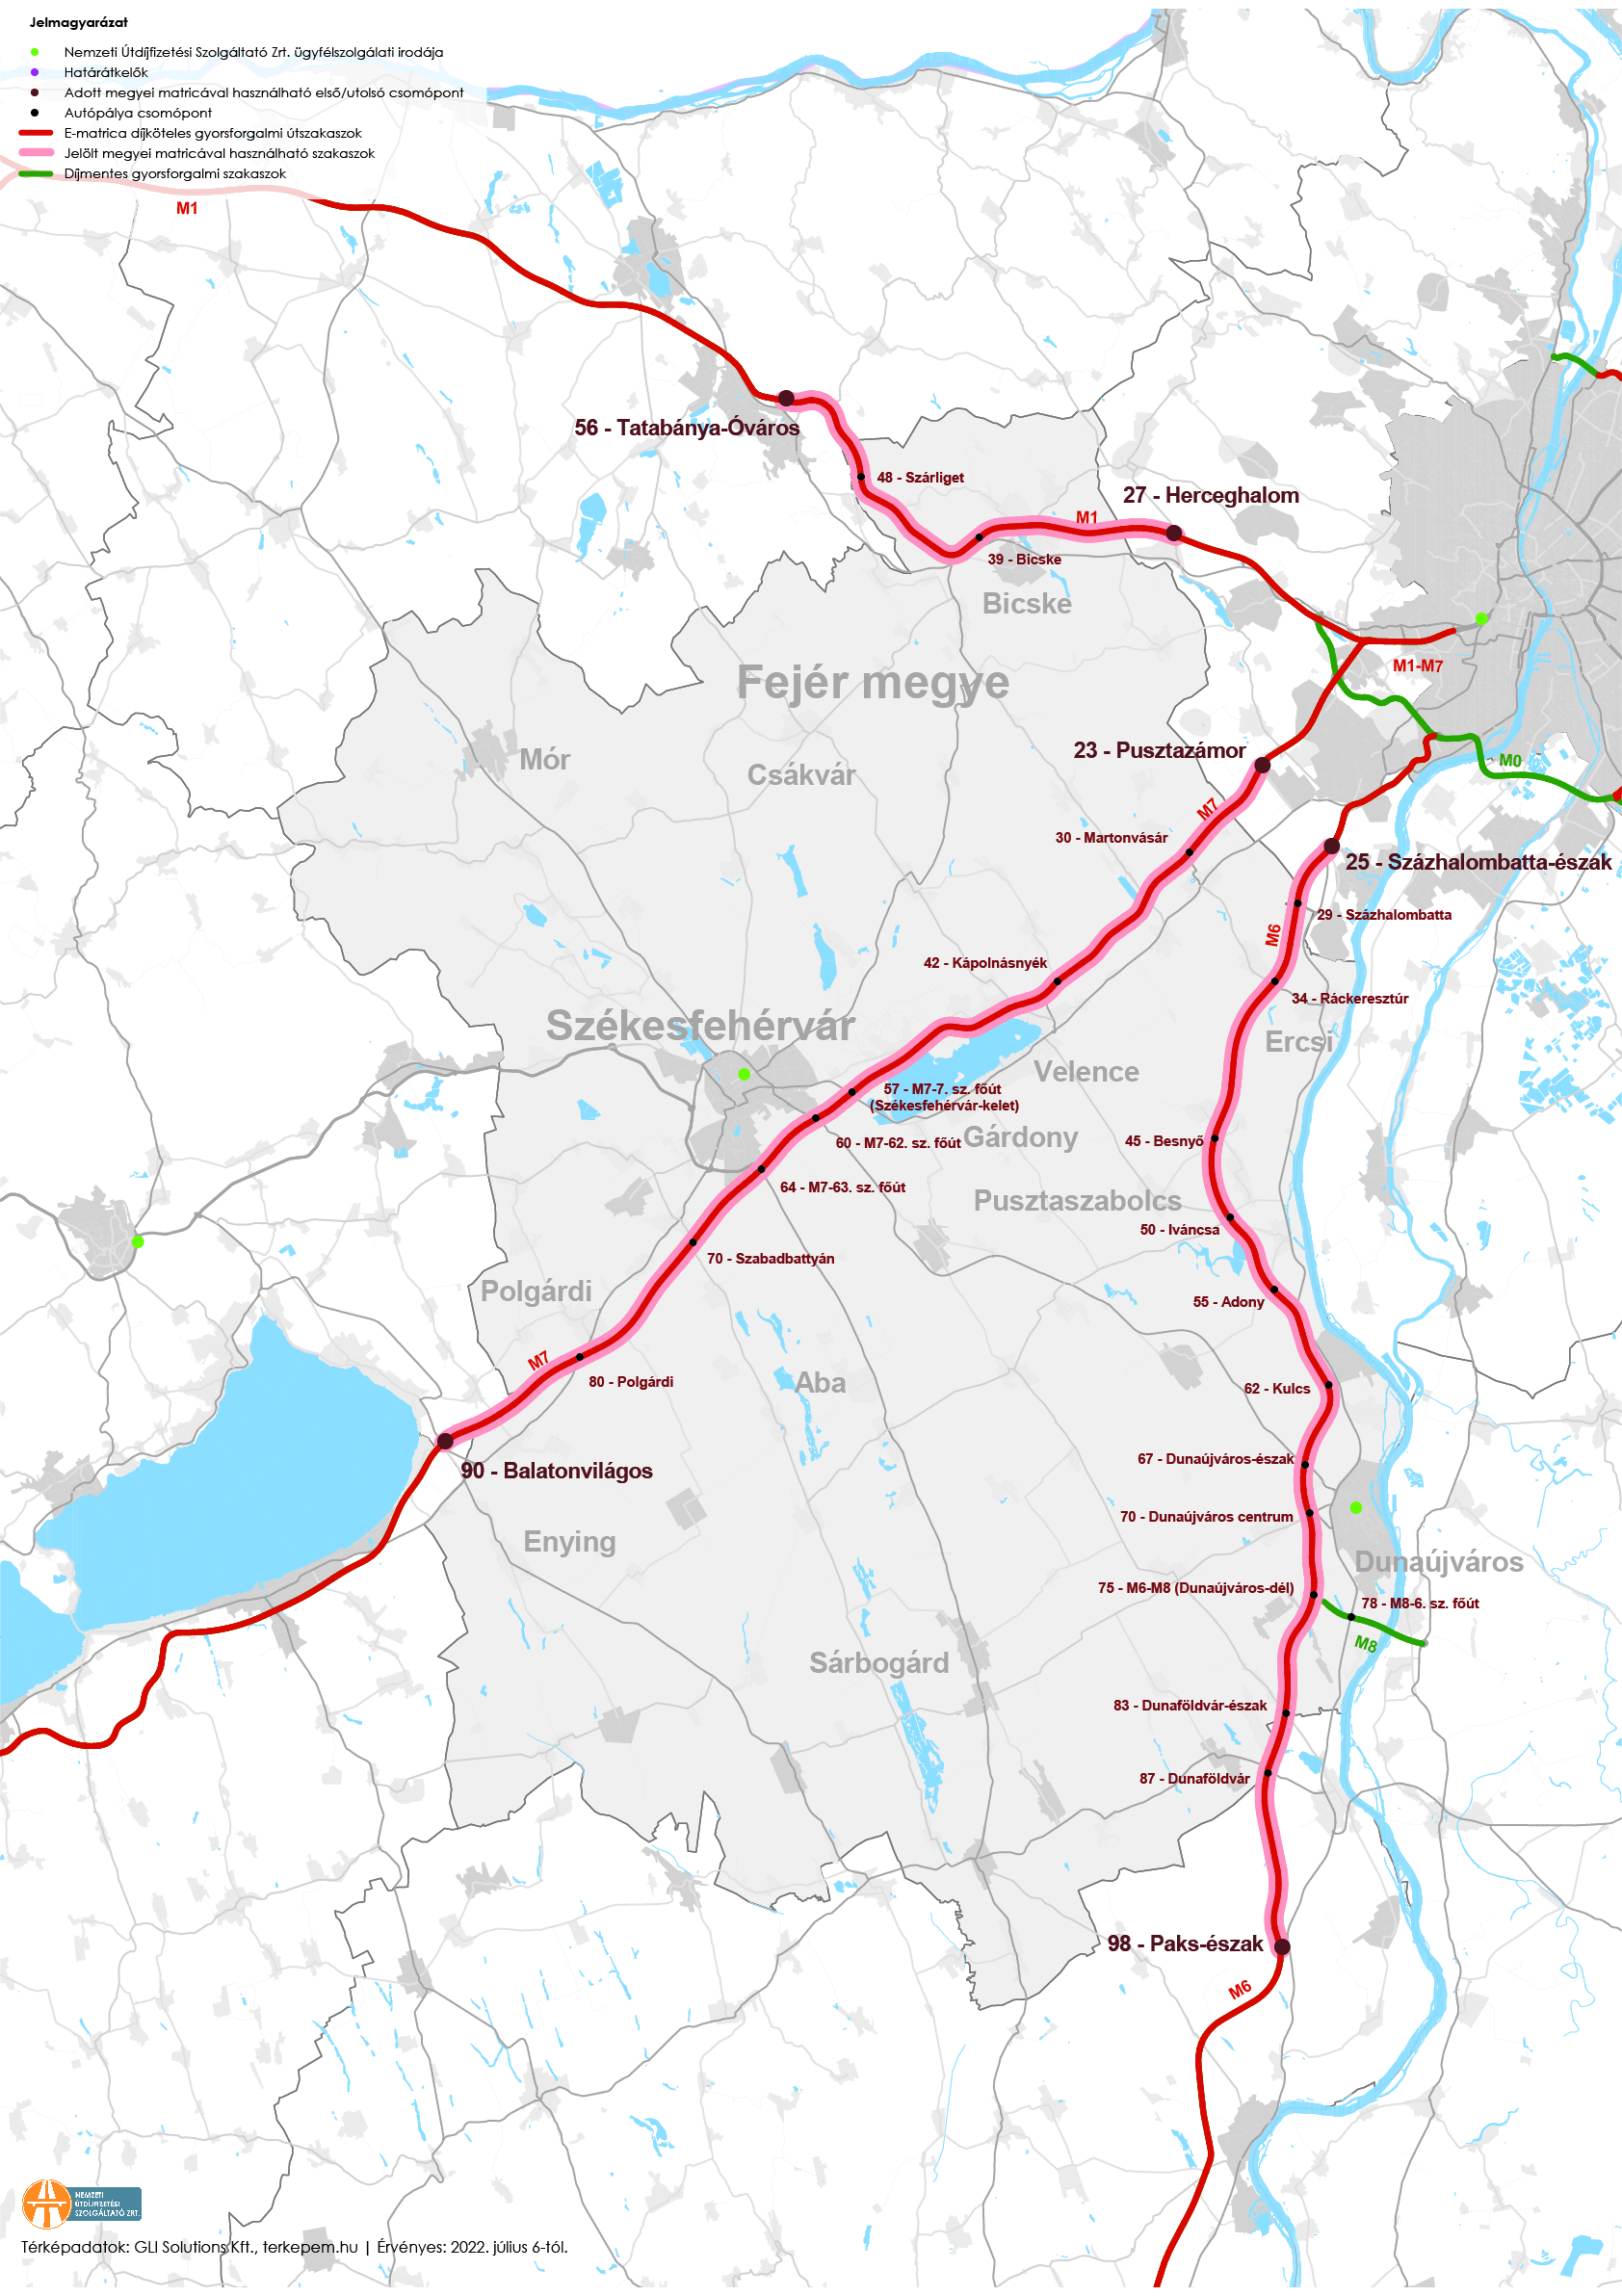 Jelmagyarázat
Nemzeti Útdíjfizetési Szolgáltató Zrt. ügyfélszolgálati irodája
Határátkelők
Adott megyei matricával használható első/utolsó csomópont
Autópálya csomópont
E-matrica díjköteles gyorsforgalmi útszakaszok
Jelölt megyei matricával használható szakaszok
Díjmentes gyorsforgalmi szakaszok
M1
56 - Tatabánya-Óváros
48 - Szárliget
27 - Herceghalom
M1
39 - Bicske
Bicske
M1-M7
Fejér megye
23 - Pusztazámor
Mór
Csákvár
M0
M7
30 - Martonvásár
25 - Százhalombatta-észak
29 - Százhalombatta
M6
42 - Kápolnásnyék
34 - Ráckeresztúr
Székesfehérvár
Ercsi
Velence
57 - M7-7. sz. főút
(Székesfehérvár-kelet)
60 - M7-62. sz. főút
Gárdony
45 - Besnyő
64 - M7-63. sz. főút
Pusztaszabolcs
50 - Iváncsa
70 - Szabadbattyán
Polgárdi
55 - Adony
M7
80 - Polgárdi
Aba
62 - Kulcs
90 - Balatonvilágos
67 - Dunaújváros-észak
70 - Dunaújváros centrum
Enying
Dunaújváros
75 - M6-M8 (Dunaújváros-dél)
78 - M8-6. sz. főút
M8
Sárbogárd
83 - Dunaföldvár-észak
87 - Dunaföldvár
98 - Paks-észak
M6
NEMZETI
ÚTDÍJFIZETÉSI
SZOLGÁLTATÓ ZRT.
Térképadatok: GLI Solutions Kft., terkepem.hu | Érvényes: 2022. július 6-tól.